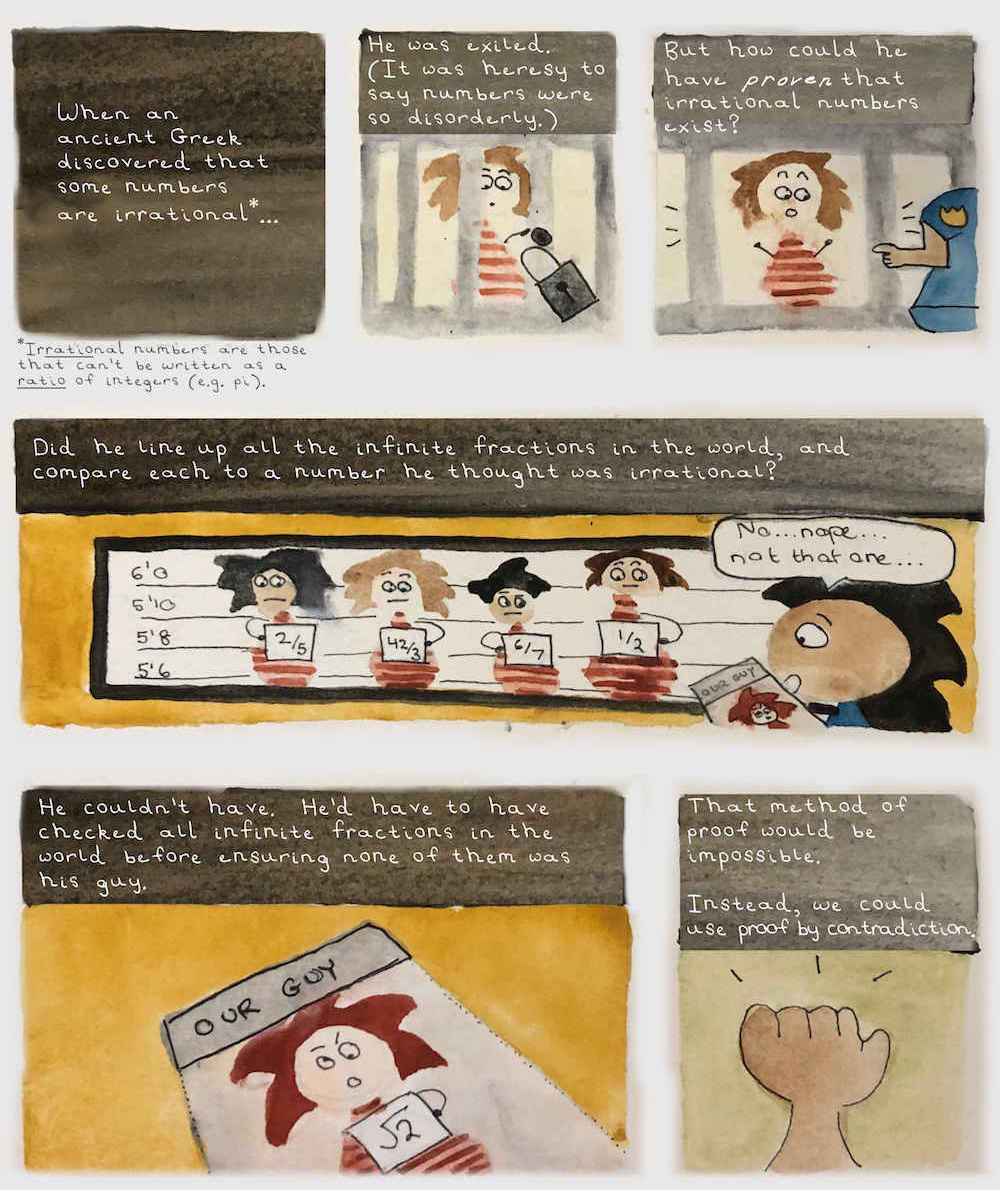 When an
ancient Greek
discovered that
some numbers
are irrational*...
*Irrational numbers are those
that can't be written as a
ratio of integers (e.g. pi).
He was exiled.
(It was heresy to
say numbers were
so disorderly.)
But how could he
have proven that
irrational numbers
exist?
Did he line up all the infinite fractions in the world, and
compare each to a number he thought was irrational?
6'0
5'10
5'8
5'6
2/5
42/3
6/7
1/2
No...nope...
not that one...
OUR GUY
He couldn't have. He'd have to have
checked all infinite fractions in the
world before ensuring none of them was
his guy.
OUR GUY
√2
That method of
proof would be
impossible.
Instead, we could
use proof by contradiction.